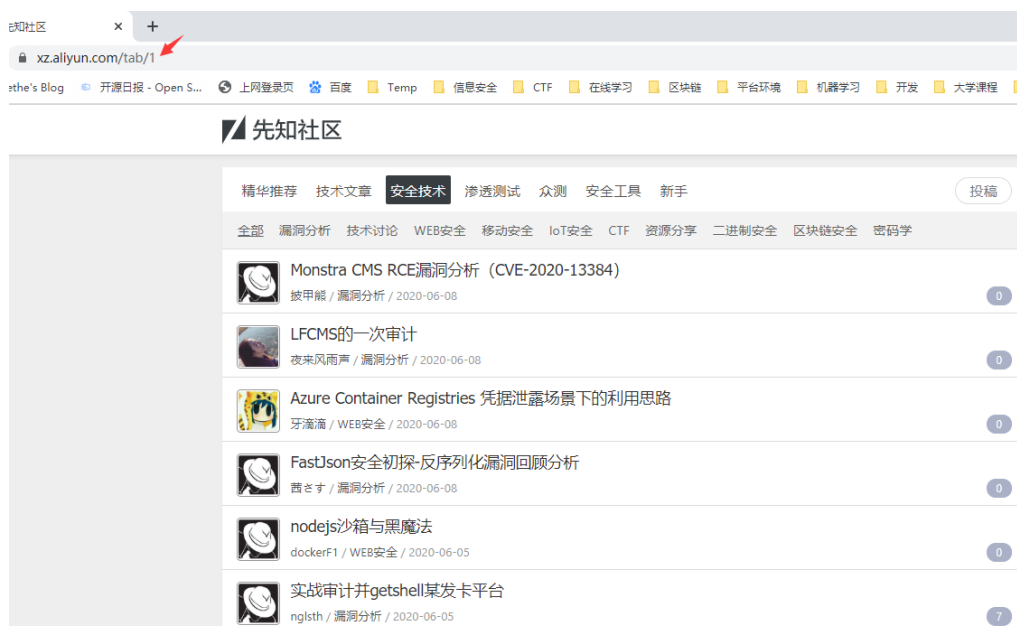 知社区 × +
xz.aliyun.com/tab/1
ethe's Blog 开源日报 - Open S... 上网登录页 百度 Temp 信息安全 CTF 在线学习 区块链 平台环境 机器学习 开发 大学课程
先知社区
精华推荐 技术文章 安全技术 渗透测试 众测 安全工具 新手 投稿
全部 漏洞分析 技术讨论 WEB安全 移动安全 IoT安全 CTF 资源分享 二进制安全 区块链安全 密码学
Monstra CMS RCE漏洞分析（CVE-2020-13384）
披甲熊 / 漏洞分析 / 2020-06-08 0
LFCMS的一次审计
夜来风雨声 / 漏洞分析 / 2020-06-08 0
Azure Container Registries 凭据泄露场景下的利用思路
牙滴滴 / WEB安全 / 2020-06-08 0
FastJson安全初探-反序列化漏洞回顾分析
茜さす / 漏洞分析 / 2020-06-08 0
nodejs沙箱与黑魔法
dockerF1 / WEB安全 / 2020-06-05 0
实战审计并getshell某发卡平台
nglsth / 漏洞分析 / 2020-06-05 7